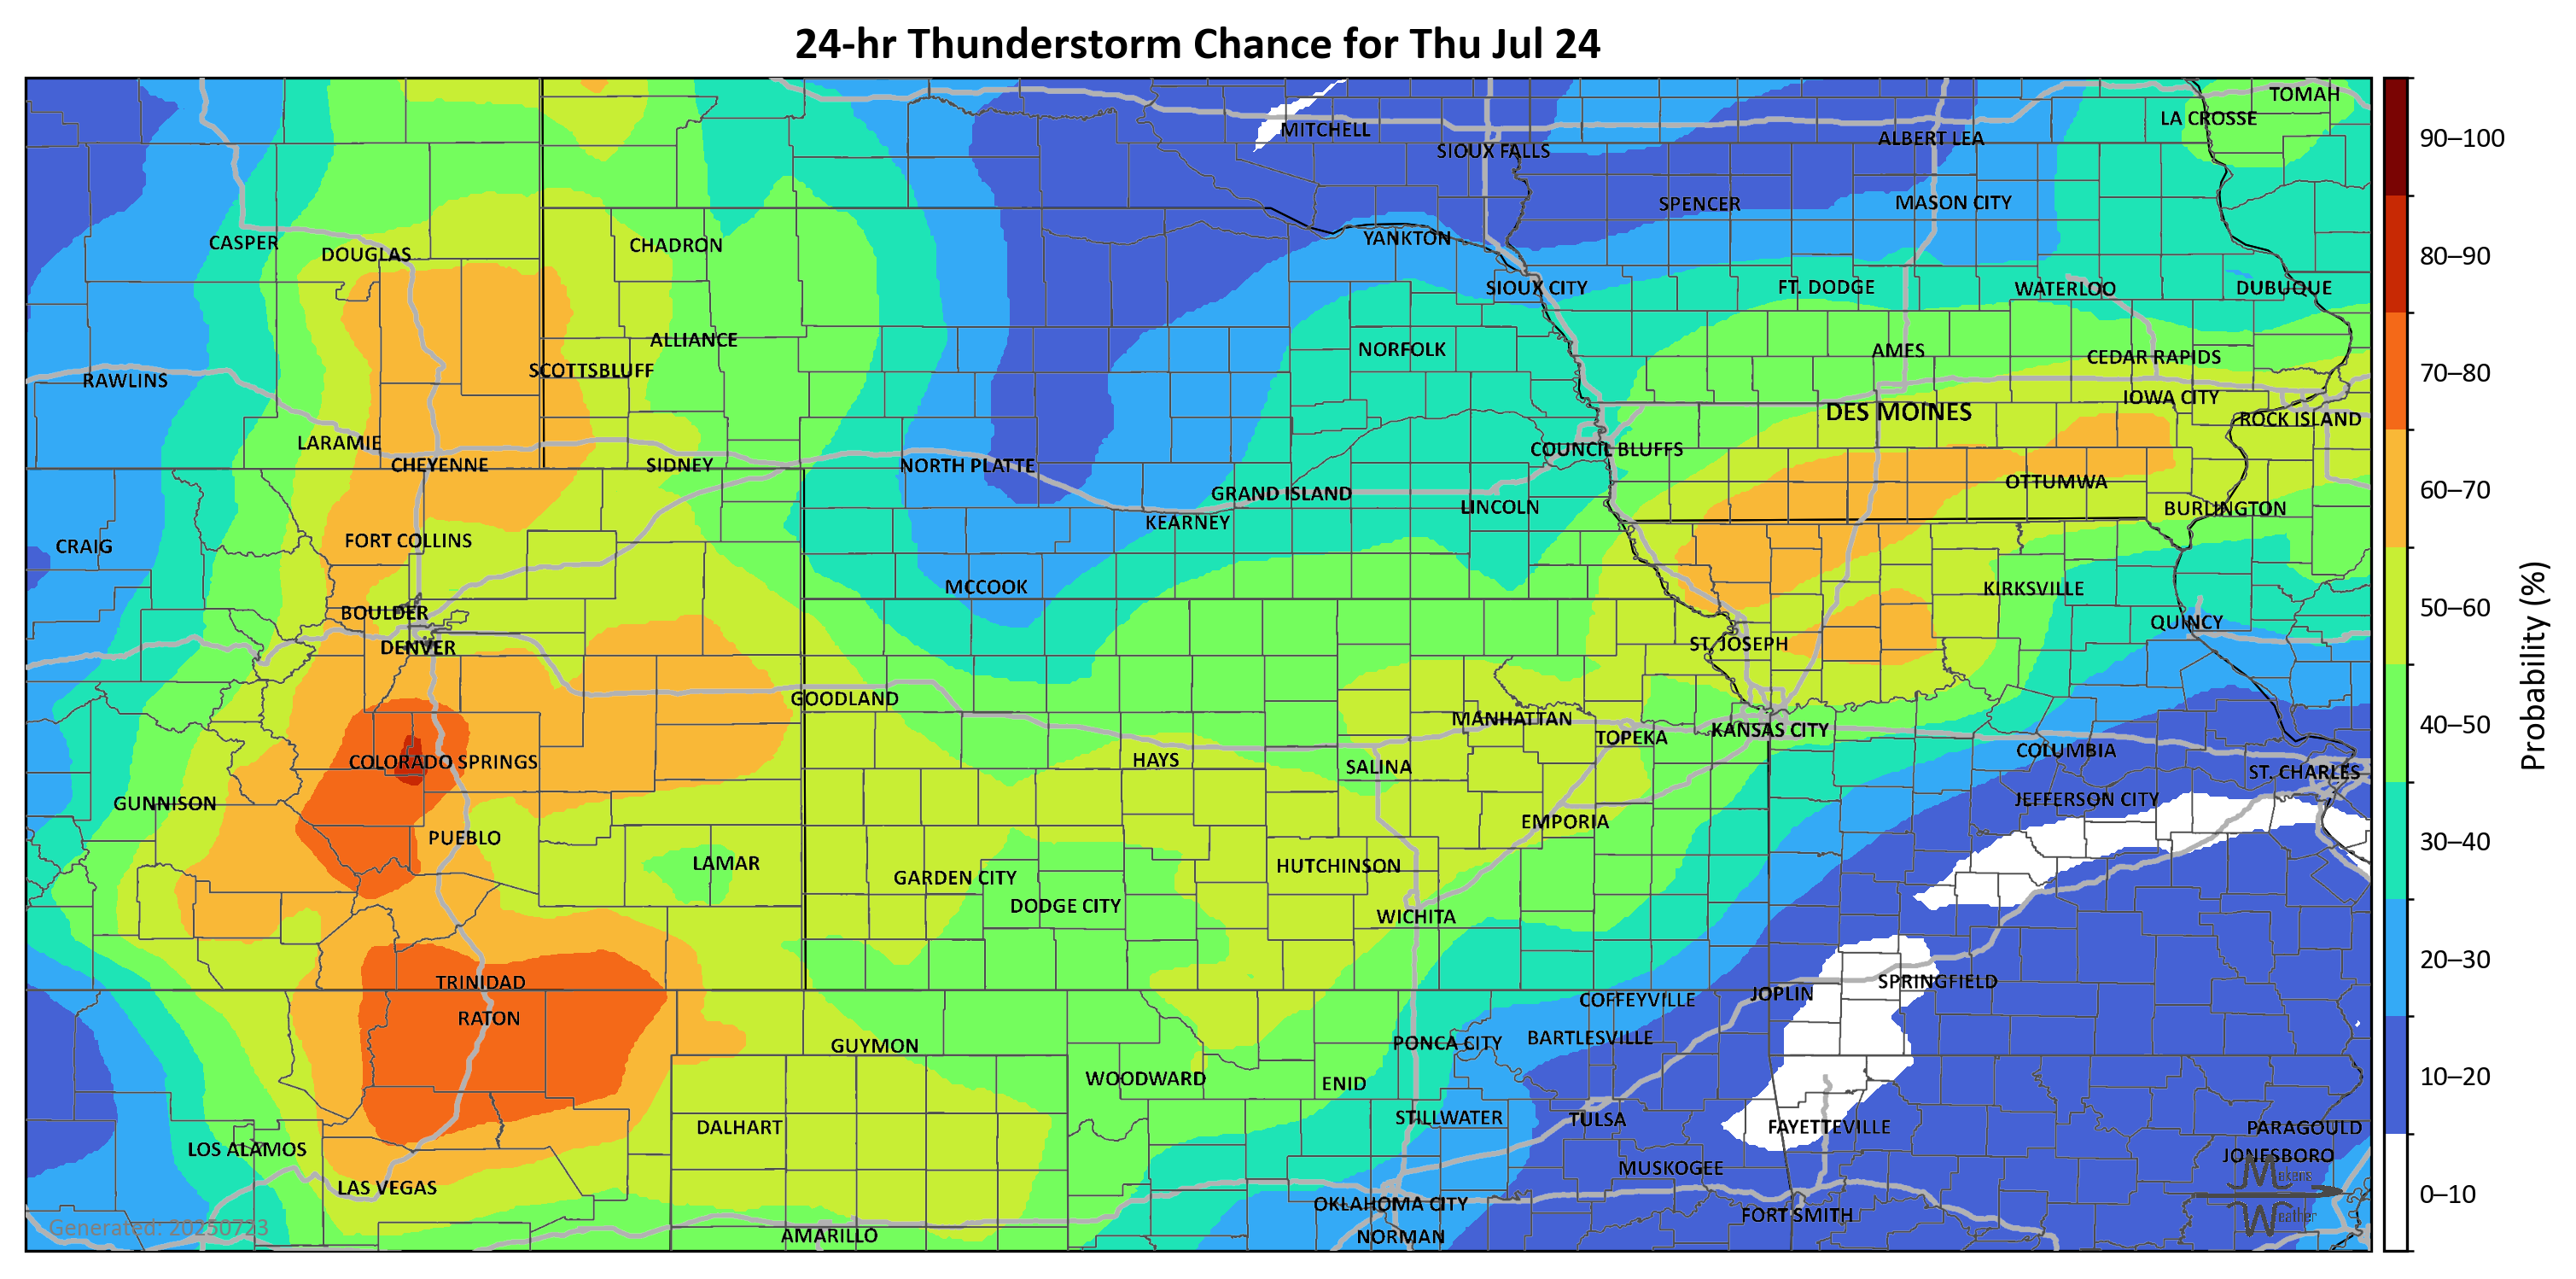 24-hr Thunderstorm Chance for Thu Jul 24
TOMAH
LA CROSSE
MITCHELL
ALBERT LEA
90–100
SIOUX FALLS
SPENCER
MASON CITY
YANKTON
CASPER
CHADRON
DOUGLAS
80–90
SIOUX CITY
FT. DODGE
WATERLOO
DUBUQUE
ALLIANCE
NORFOLK
AMES
CEDAR RAPIDS
SCOTTSBLUFF
70–80
RAWLINS
IOWA CITY
DES MOINES
ROCK ISLAND
LARAMIE
COUNCIL BLUFFS
CHEYENNE
SIDNEY
NORTH PLATTE
OTTUMWA
60–70
GRAND ISLAND
LINCOLN
BURLINGTON
KEARNEY
FORT COLLINS
CRAIG
MCCOOK
KIRKSVILLE
50–60
BOULDER
QUINCY
DENVER
ST. JOSEPH
Probability (%)
GOODLAND
MANHATTAN
40–50
KANSAS CITY
TOPEKA
COLUMBIA
COLORADO SPRINGS
HAYS
SALINA
ST. CHARLES
GUNNISON
JEFFERSON CITY
EMPORIA
PUEBLO
30–40
LAMAR
HUTCHINSON
GARDEN CITY
DODGE CITY
WICHITA
20–30
TRINIDAD
SPRINGFIELD
JOPLIN
COFFEYVILLE
RATON
BARTLESVILLE
PONCA CITY
GUYMON
10–20
WOODWARD
ENID
STILLWATER
TULSA
DALHART
FAYETTEVILLE
PARAGOULD
LOS ALAMOS
JONESBORO
MUSKOGEE
Mekens
LAS VEGAS
0–10
OKLAHOMA CITY
FORT SMITH
Weather
Generated: 20250723
AMARILLO
NORMAN